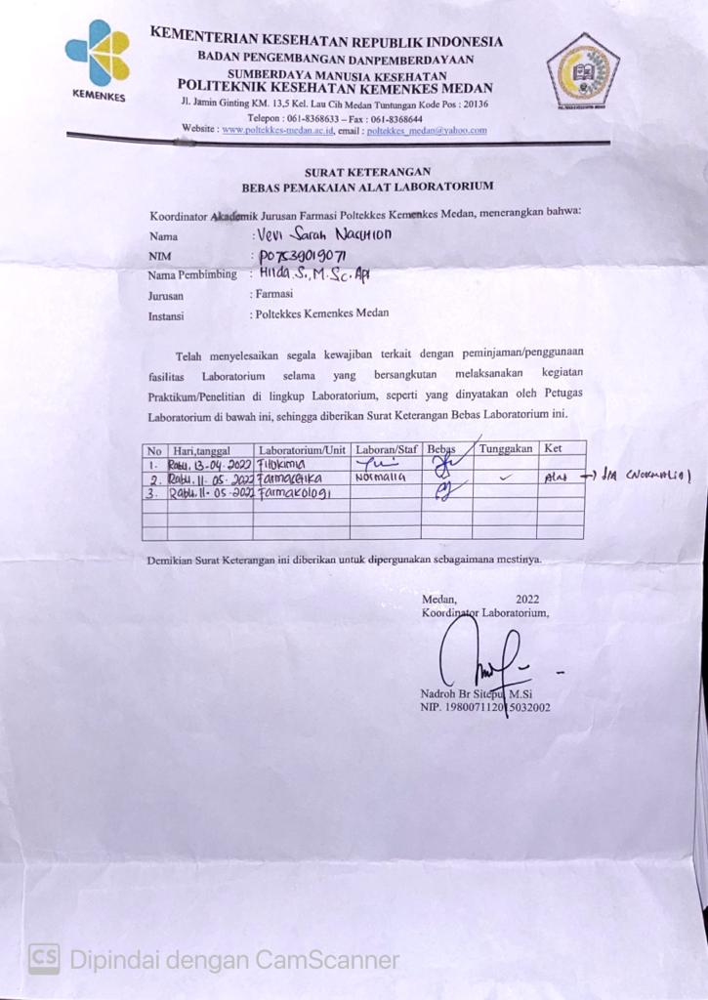 KEMENKES
KEMENTERIAN KESEHATAN REPUBLIK INDONESIA
BADAN PENGEMBANGAN DANPEMBERDAYAAN
SUMBERDAYA MANUSIA KESEHATAN
POLITEKNIK KESEHATAN KEMENKES MEDAN
Jl. Jamin Ginting KM. 13,5 Kel. Lau Cih Medan Tuntungan Kode Pos : 20136
Telepon : 061-8368633 – Fax : 061-8368644
Website : www.poltekkes-medan.ac.id, email : poltekkes_medan@yahoo.com
SURAT KETERANGAN
BEBAS PEMAKAIAN ALAT LABORATORIUM
Koordinator Akademik Jurusan Farmasi Poltekkes Kemenkes Medan, menerangkan bahwa:
Nama : Vevi Sarah Nasution
NIM : P07539019071
Nama Pembimbing : Hilda.S., M.Sc.Apt
Jurusan : Farmasi
Instansi : Poltekkes Kemenkes Medan
Telah menyelesaikan segala kewajiban terkait dengan peminjaman/penggunaan
fasilitas Laboratorium selama yang bersangkutan melaksanakan kegiatan
Praktikum/Penelitian di lingkup Laboratorium, seperti yang dinyatakan oleh Petugas
Laboratorium di bawah ini, sehingga diberikan Surat Keterangan Bebas Laboratorium ini.
No Hari,tanggal Laboratorium/Unit Laboran/Staf Bebas Tunggakan Ket
1. Rabu, 13-04-2022 Fitokimia
2. Rabu, 11-05-2022 Farmasetika Normalia ✓ Alat → (Normalia)
3. Rabu, 11-05-2022 Farmakologi
Demikian Surat Keterangan ini diberikan untuk dipergunakan sebagaimana mestinya.
Medan, 2022
Koordinator Laboratorium,
Nadroh Br Sitepu, M.Si
NIP. 198007112015032002
CS Dipindai dengan CamScanner